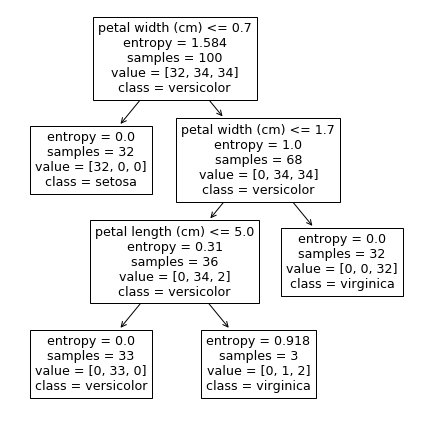 petal width (cm) <= 0.7
entropy = 1.584
samples = 100
value = [32, 34, 34]
class = versicolor
entropy = 0.0
samples = 32
value = [32, 0, 0]
class = setosa
petal width (cm) <= 1.7
entropy = 1.0
samples = 68
value = [0, 34, 34]
class = versicolor
petal length (cm) <= 5.0
entropy = 0.31
samples = 36
value = [0, 34, 2]
class = versicolor
entropy = 0.0
samples = 32
value = [0, 0, 32]
class = virginica
entropy = 0.0
samples = 33
value = [0, 33, 0]
class = versicolor
entropy = 0.918
samples = 3
value = [0, 1, 2]
class = virginica